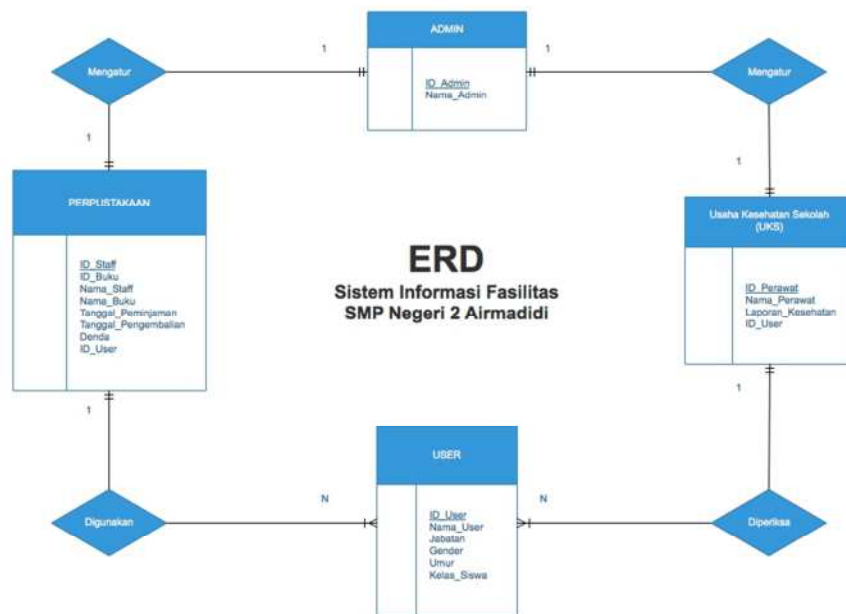 ADMIN
ID_Admin
Nama_Admin
1
1
Mengatur
Mengatur
1
1
PERPUSTAKAAN
ID_Staff
ID_Buku
Nama_Staff
Nama_Buku
Tanggal_Peminjaman
Tanggal_Pengembalian
Denda
ID_User
ERD
Sistem Informasi Fasilitas
SMP Negeri 2 Airmadidi
Usaha Kesehatan Sekolah
(UKS)
ID_Perawat
Nama_Perawat
Laporan_Kesehatan
ID_User
1
1
USER
ID_User
Nama_User
Jabatan
Gender
Umur
Kelas_Siswa
N
N
Digunakan
Diperiksa